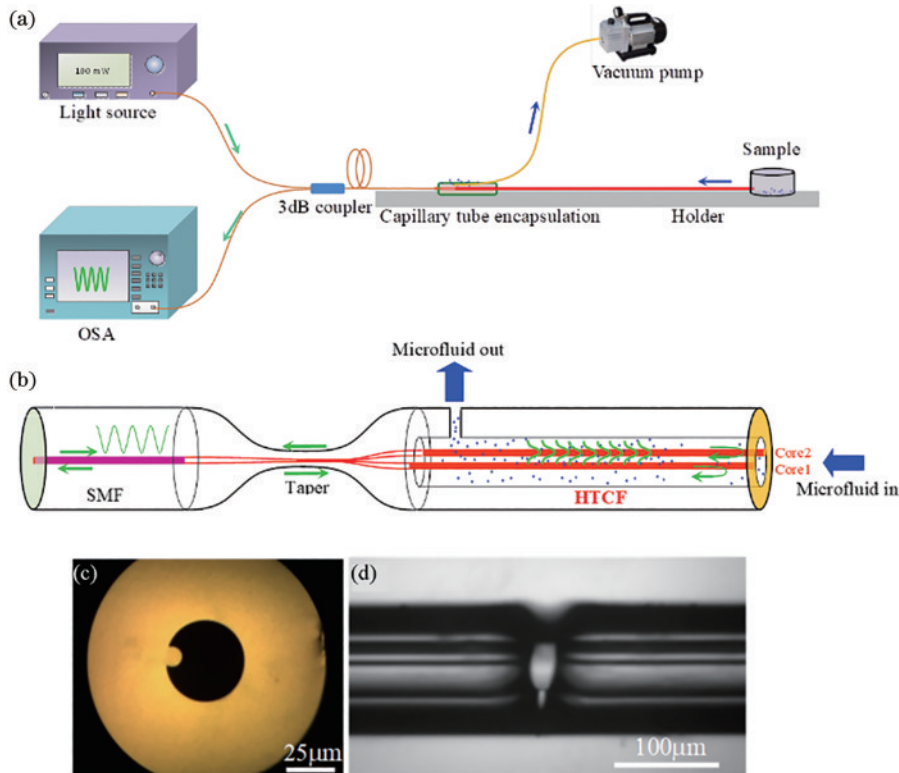 (a)
100 mW
Light source
Vacuum pump
Sample
3dB coupler
Capillary tube encapsulation
Holder
OSA
Microfluid out
(b)
Core2
Core1
SMF
Taper
HTCF
Microfluid in
(c)
(d)
25μm
100μm